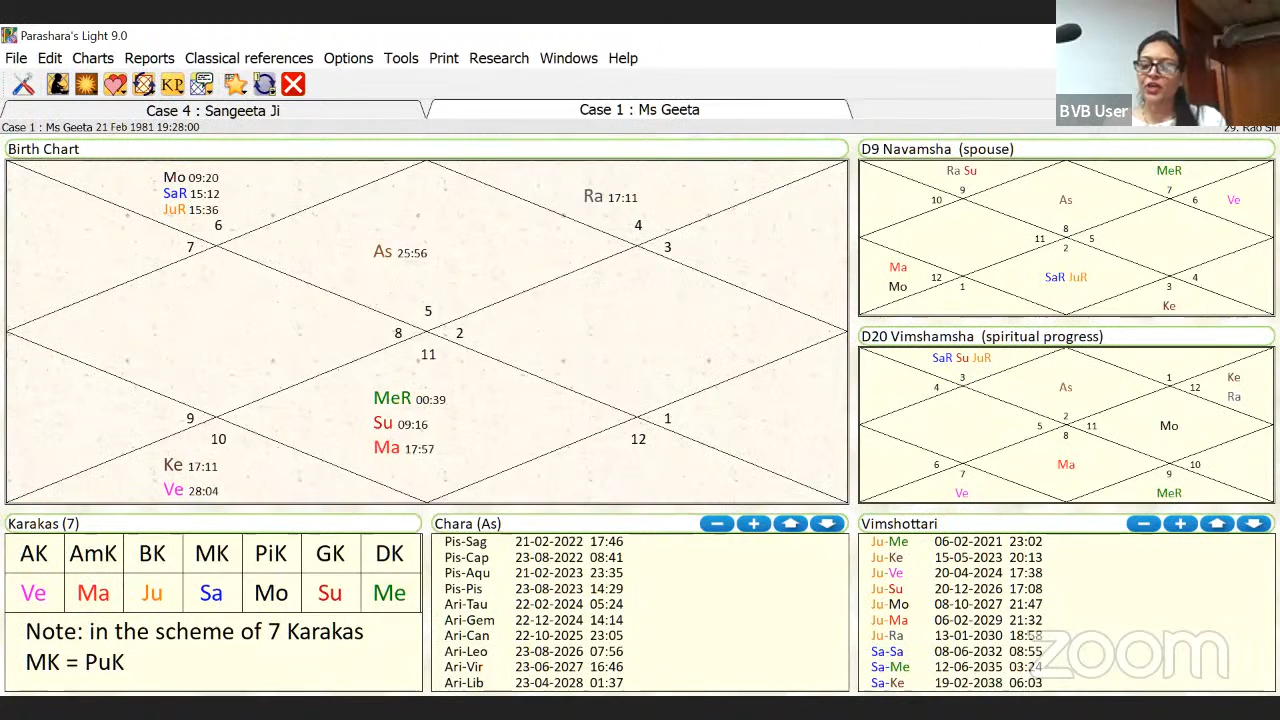 Parashara's Light 9.0
File Edit Charts Reports Classical references Options Tools Print Research Windows Help
KP
BVB User
Case 4 : Sangeeta Ji
Case 1 : Ms Geeta
Case 1 : Ms Geeta 21 Feb 1981 19:28:00
29. Rao Sir
Birth Chart
Mo 09:20
SaR 15:12
JuR 15:36
6
7
As 25:56
Ra 17:11
4
3
5
8
2
11
MeR 00:39
Su 09:16
Ma 17:57
9
10
Ke 17:11
Ve 28:04
1
12
D9 Navamsha (spouse)
Ra Su
9
10
As
MeR
7
6
Ve
8
11
5
2
Ma
Mo
12
1
SaR JuR
4
3
Ke
D20 Vimshamsha (spiritual progress)
SaR Su JuR
3
4
As
1
12
Ke
Ra
2
5
11
8
Mo
6
7
Ma
Ve
10
9
MeR
Karakas (7)
AK AmK BK MK PiK GK DK
Ve Ma Ju Sa Mo Su Me
Note: in the scheme of 7 Karakas
MK = PuK
Chara (As)
Pis-Sag 21-02-2022 17:46
Pis-Cap 23-08-2022 08:41
Pis-Aqu 21-02-2023 23:35
Pis-Pis 23-08-2023 14:29
Ari-Tau 22-02-2024 05:24
Ari-Gem 22-12-2024 14:14
Ari-Can 22-10-2025 23:05
Ari-Leo 23-08-2026 07:56
Ari-Vir 23-06-2027 16:46
Ari-Lib 23-04-2028 01:37
Vimshottari
Ju-Me 06-02-2021 23:02
Ju-Ke 15-05-2023 20:13
Ju-Ve 20-04-2024 17:38
Ju-Su 20-12-2026 17:08
Ju-Mo 08-10-2027 21:47
Ju-Ma 06-02-2029 21:32
Ju-Ra 13-01-2030 18:58
Sa-Sa 08-06-2032 08:55
Sa-Me 12-06-2035 03:24
Sa-Ke 19-02-2038 06:03
zoom